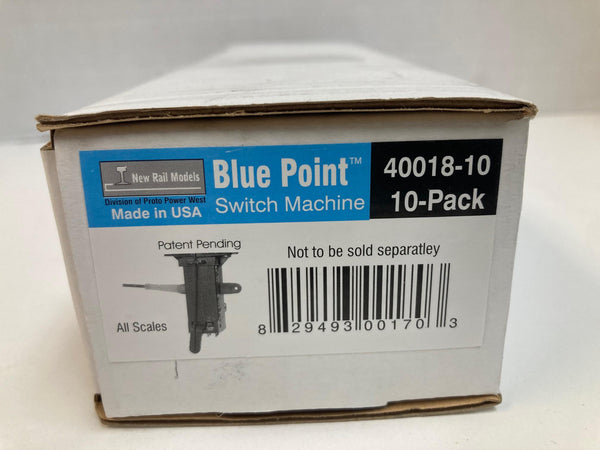 New Rail Models
Division of Proto Power West
Made in USA
Blue Point™
Switch Machine
40018-10
10-Pack
Patent Pending
All Scales
Not to be sold separatley
8 29493 00170 3